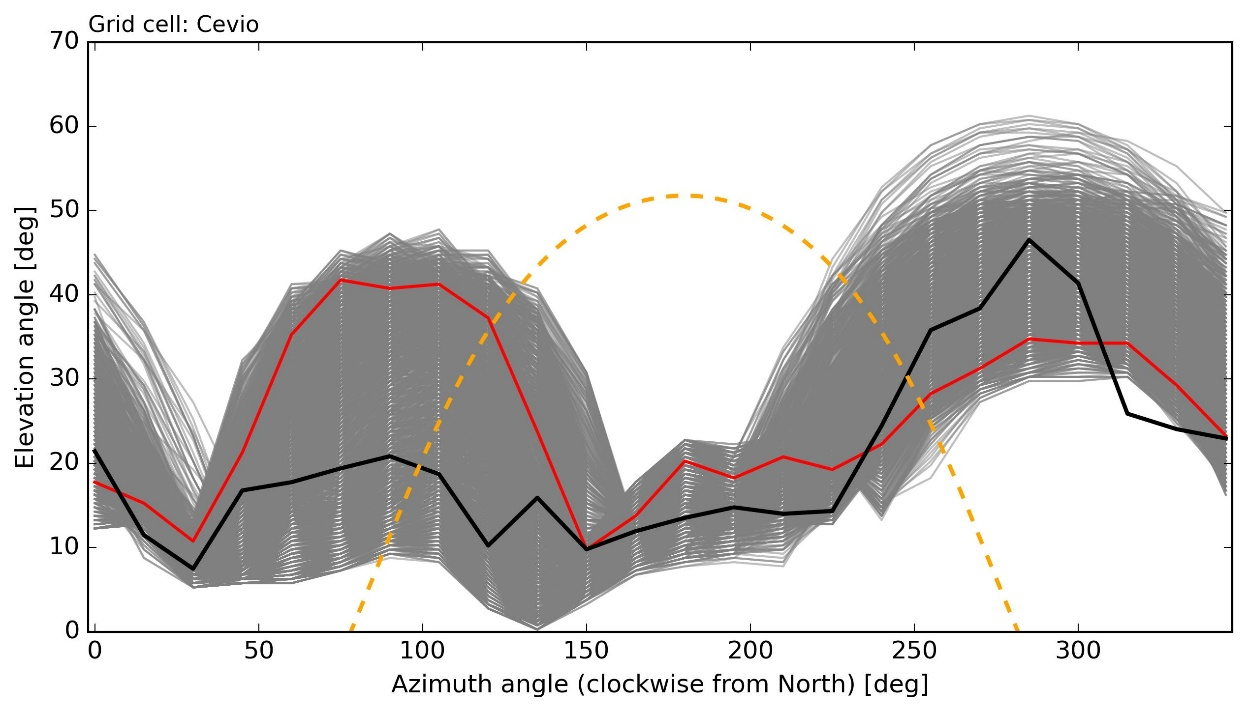 Grid cell: Cevio
70
60
50
40
30
20
10
0
Elevation angle [deg]
0 50 100 150 200 250 300
Azimuth angle (clockwise from North) [deg]